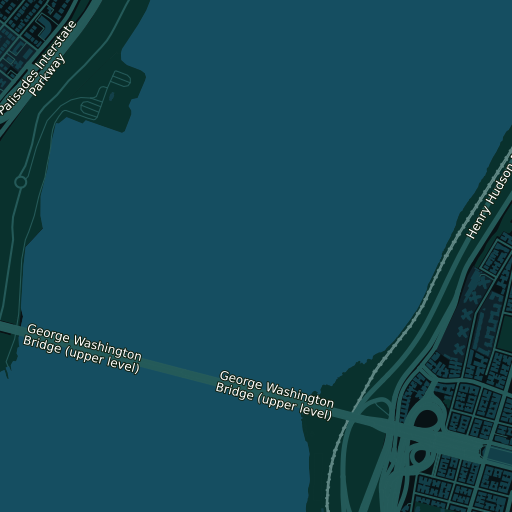 Palisades Interstate
Parkway
Henry Hudson
George Washington
Bridge (upper level)
George Washington
Bridge (upper level)